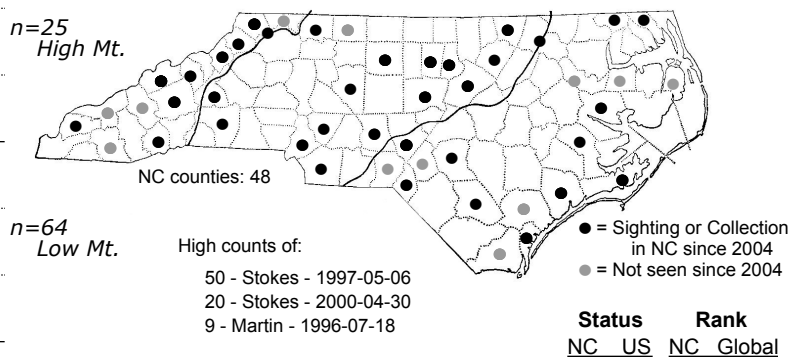 n=25
High Mt.
NC counties: 48
n=64
Low Mt.
High counts of:
50 - Stokes - 1997-05-06
20 - Stokes - 2000-04-30
9 - Martin - 1996-07-18
● = Sighting or Collection
in NC since 2004
● = Not seen since 2004
Status Rank
NC US NC Global